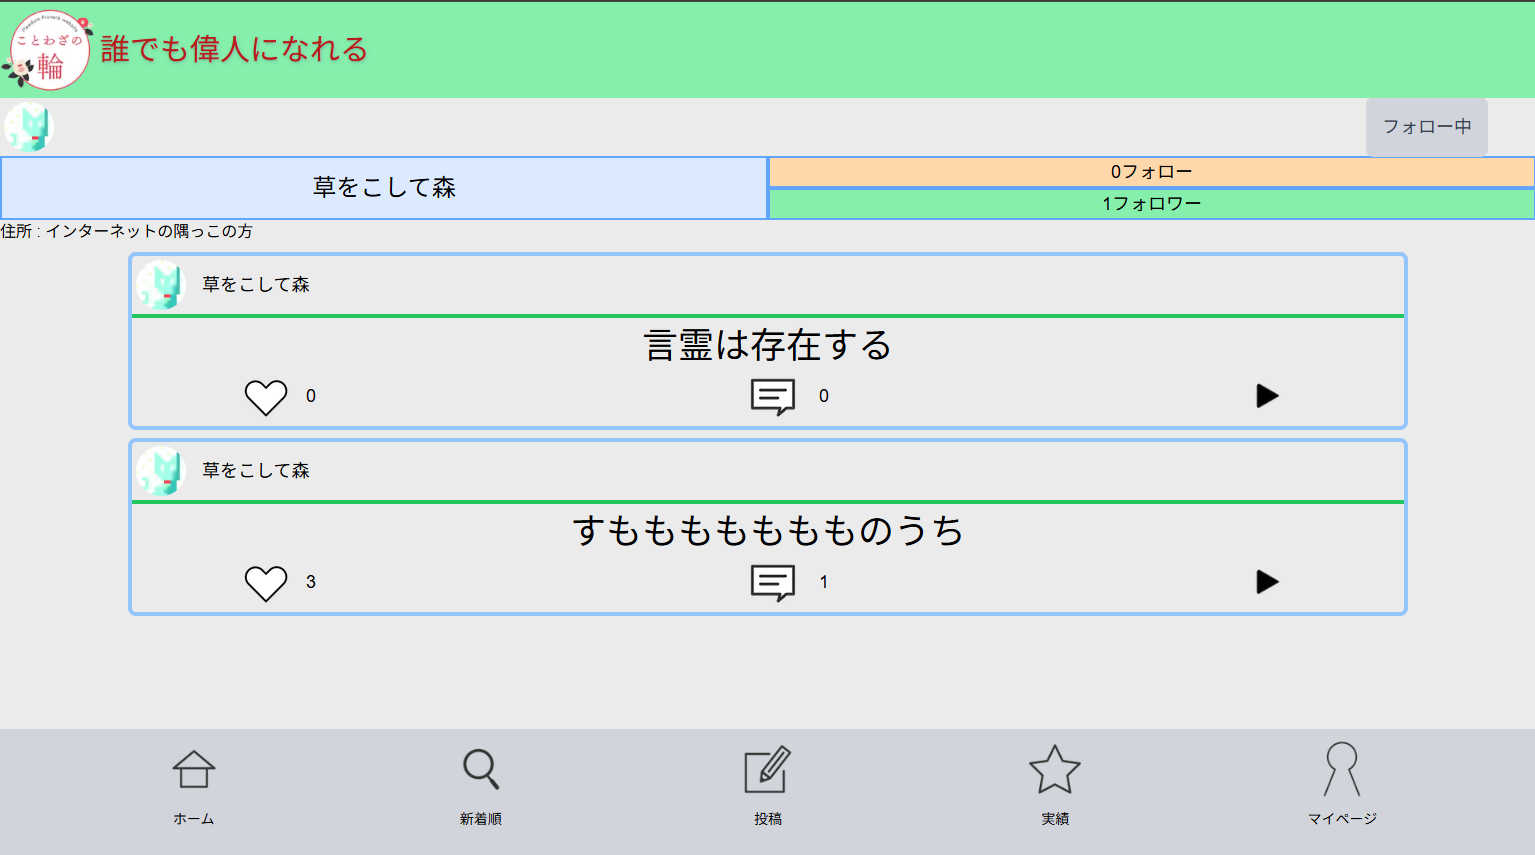 ことわざの
輪
誰でも偉人になれる
フォロー中
草をこして森
0フォロー
1フォロワー
住所 : インターネットの隅っこの方
草をこして森
言霊は存在する
0
0
草をこして森
すもももももももものうち
3
1
ホーム
新着順
投稿
実績
マイページ